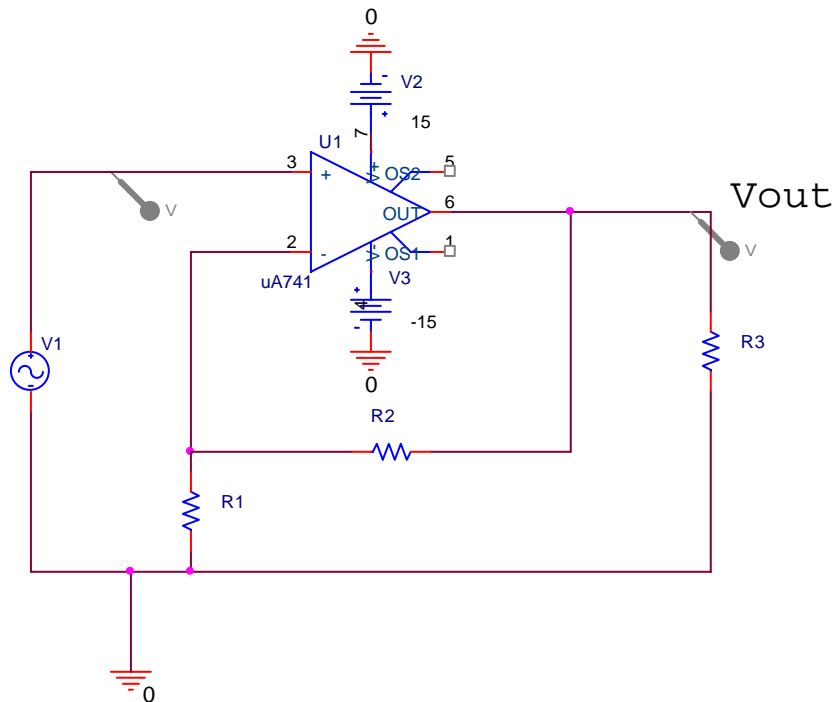 0
-
V2
+
15
U1
7
3
+
V+
OS2
5
V
OUT
6
Vout
2
-
V-
OS1
1
V
uA741
V3
+
4
-15
-
0
V1
+
-
R3
R2
R1
0